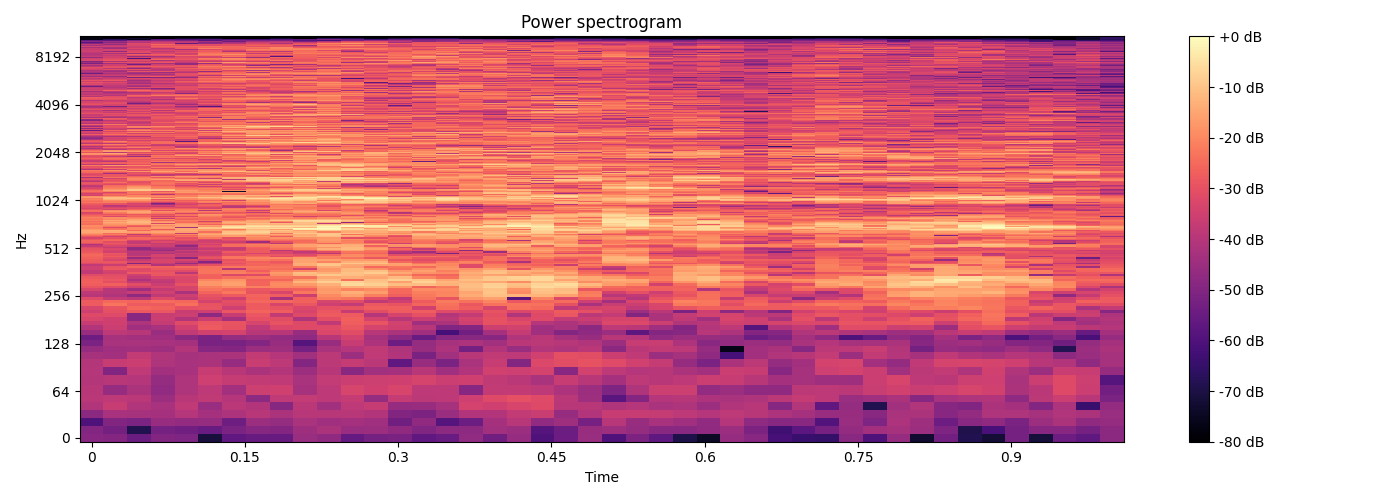 Power spectrogram
8192
4096
2048
1024
512
256
128
64
0
Hz
0 0.15 0.3 0.45 0.6 0.75 0.9
Time
+0 dB
-10 dB
-20 dB
-30 dB
-40 dB
-50 dB
-60 dB
-70 dB
-80 dB